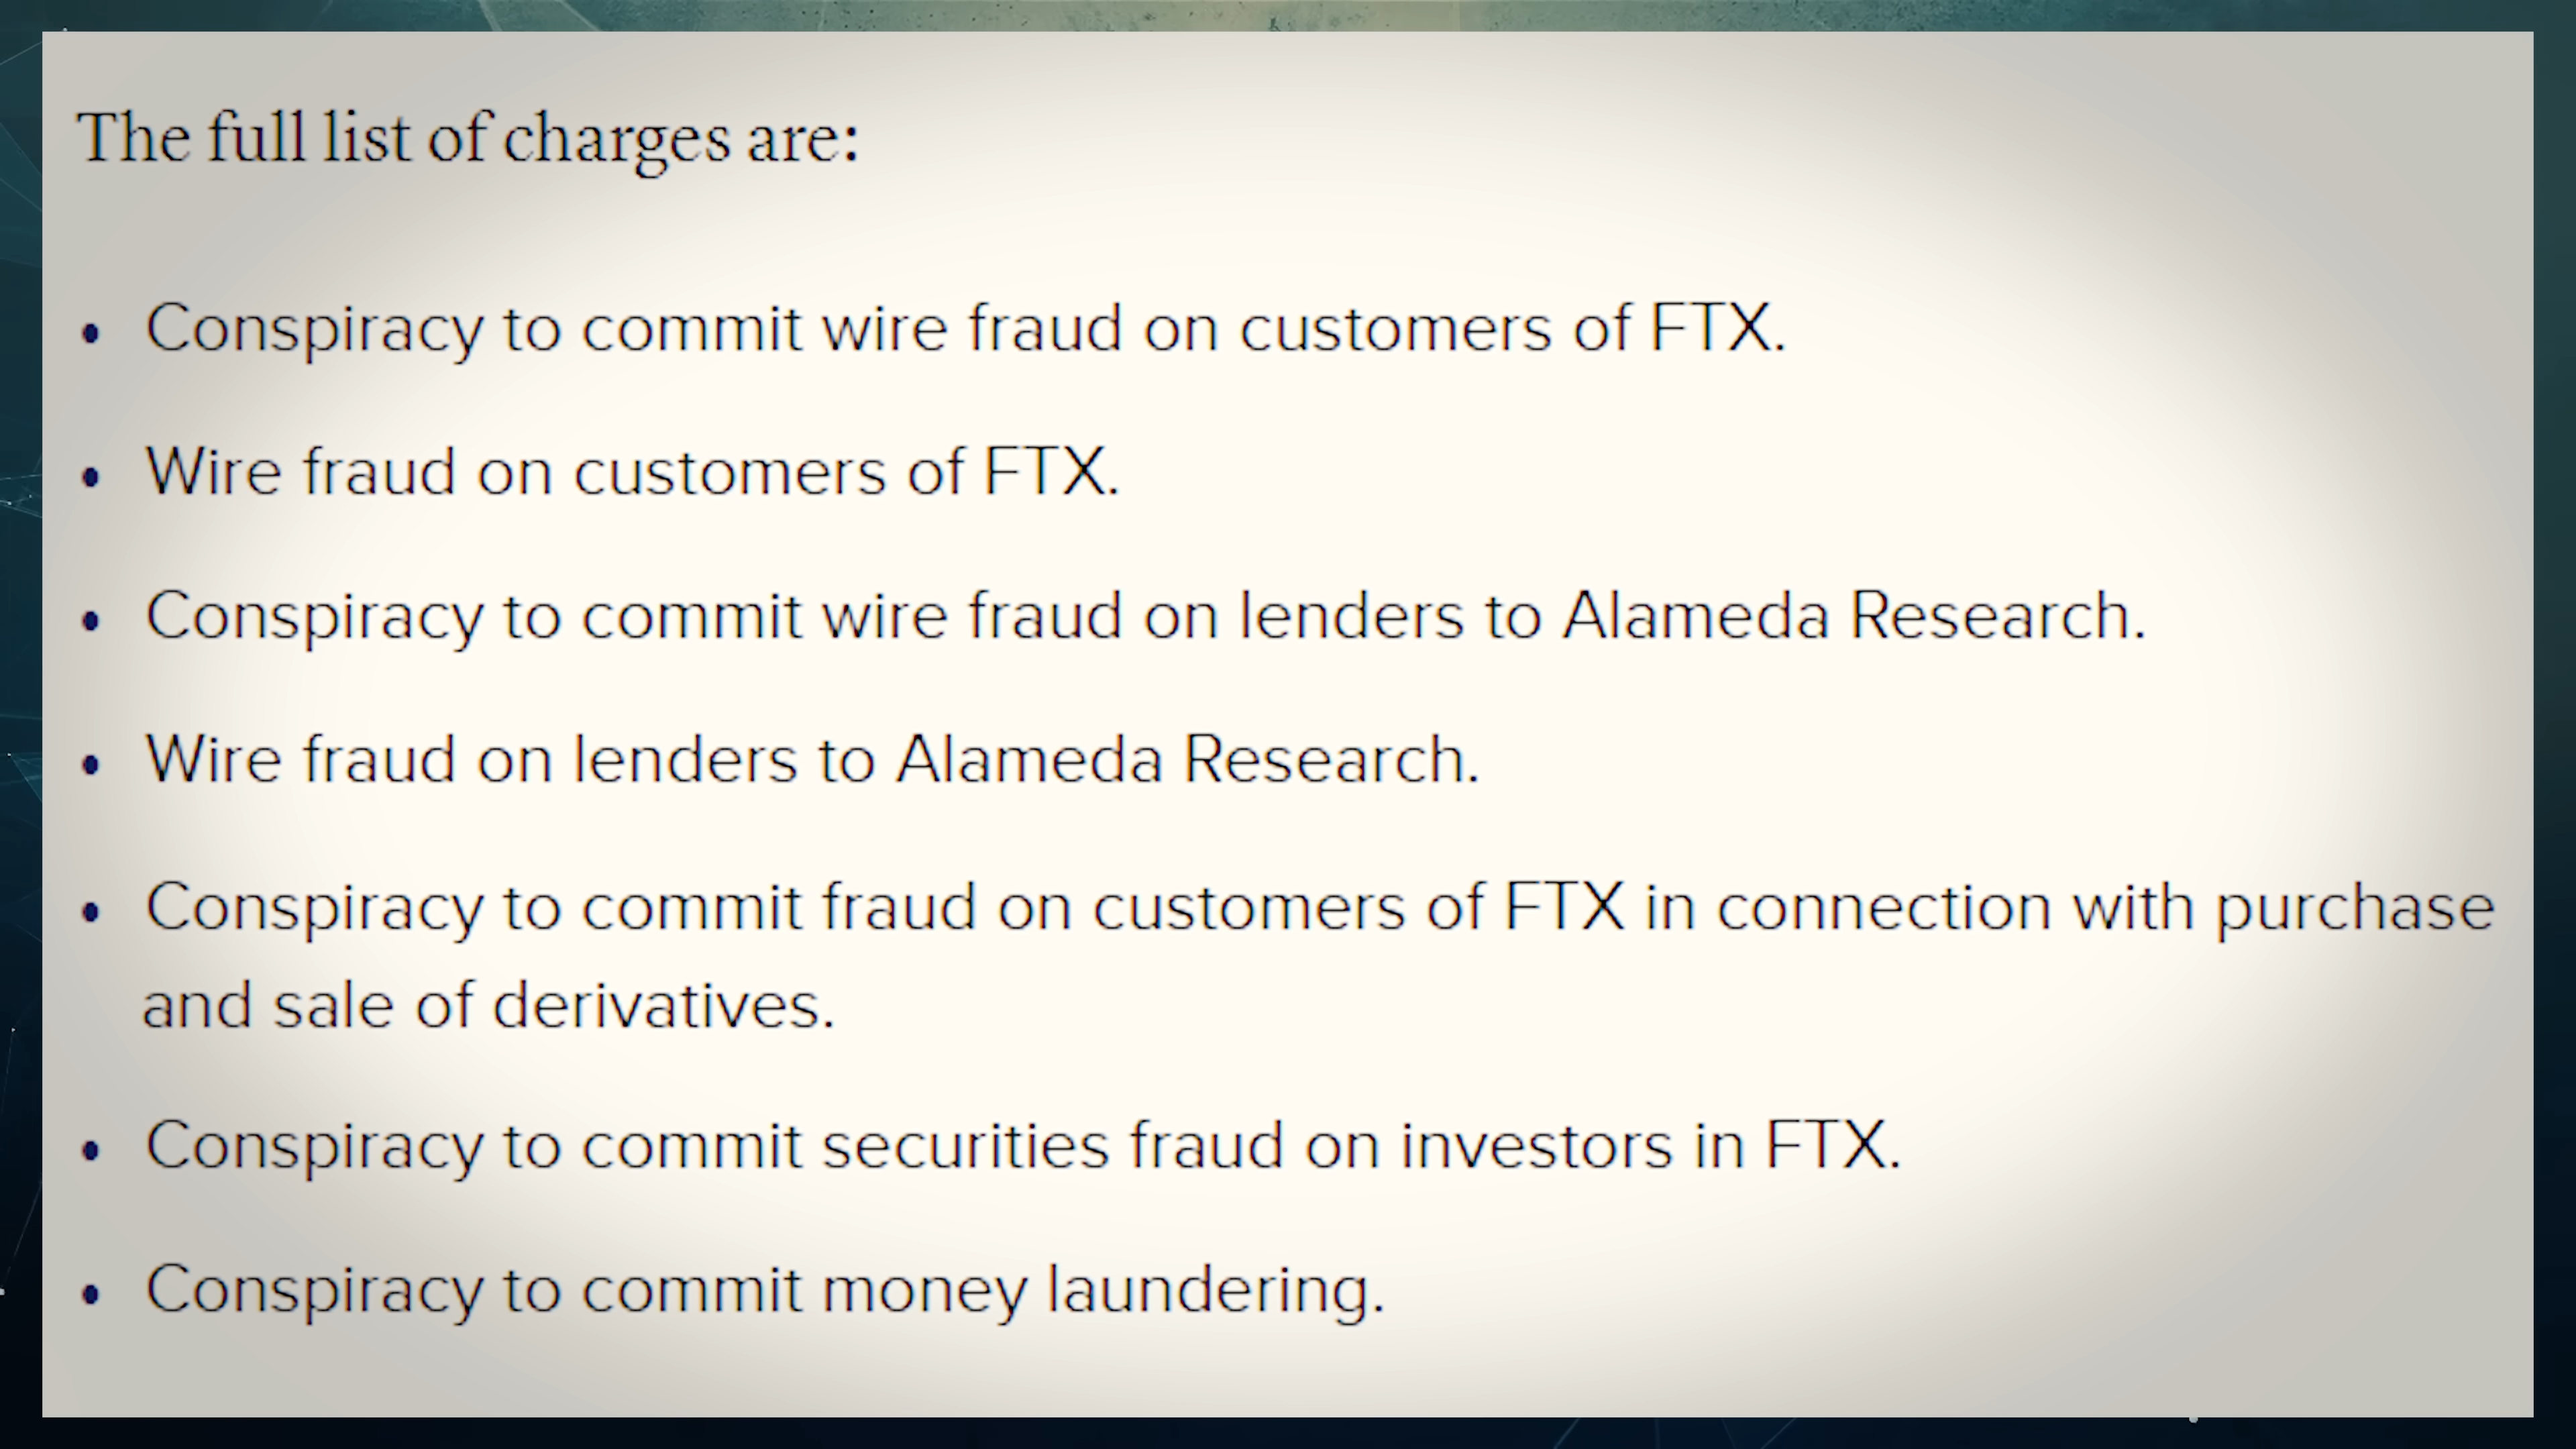 The full list of charges are:
• Conspiracy to commit wire fraud on customers of FTX.
• Wire fraud on customers of FTX.
• Conspiracy to commit wire fraud on lenders to Alameda Research.
• Wire fraud on lenders to Alameda Research.
• Conspiracy to commit fraud on customers of FTX in connection with purchase
and sale of derivatives.
• Conspiracy to commit securities fraud on investors in FTX.
• Conspiracy to commit money laundering.